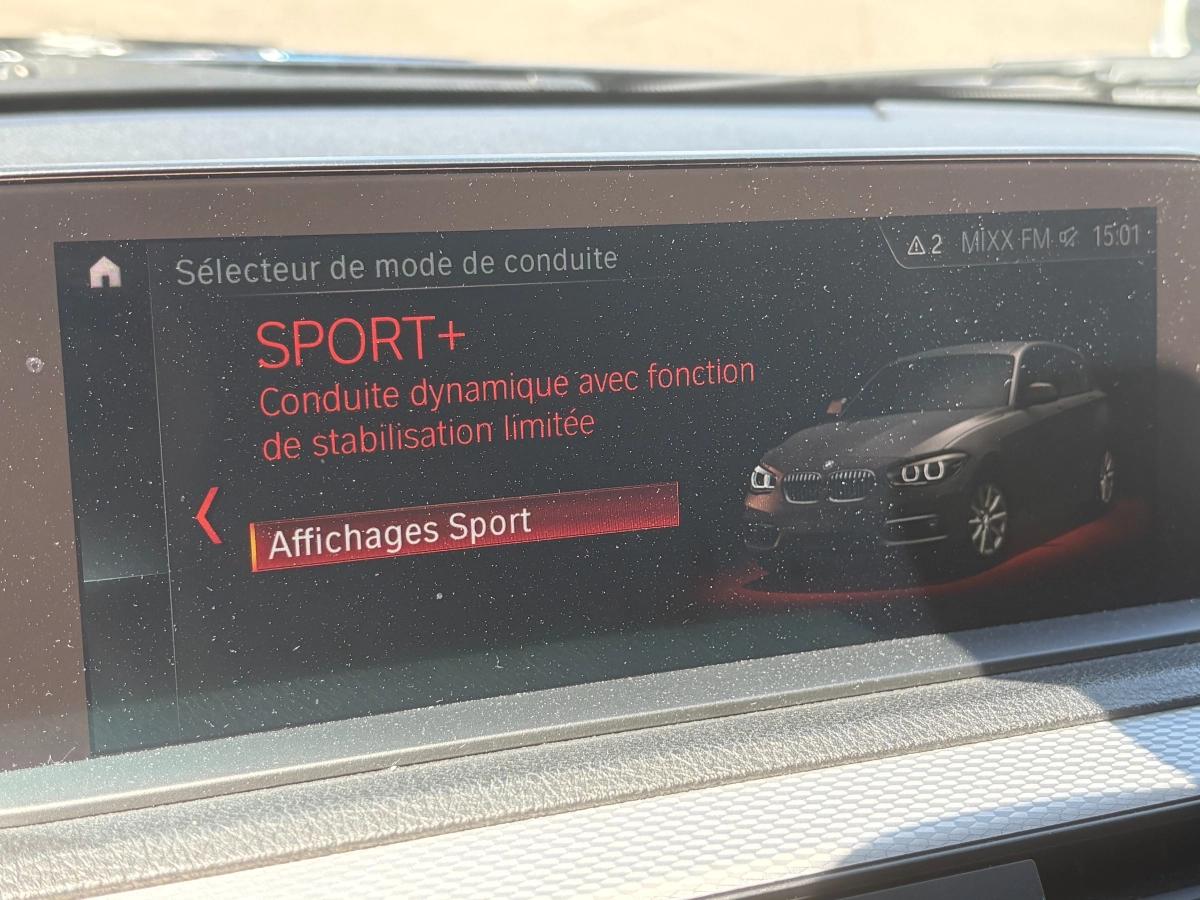 Sélecteur de mode de conduite
2 MIXX FM 15:01
SPORT+
Conduite dynamique avec fonction
de stabilisation limitée
Affichages Sport